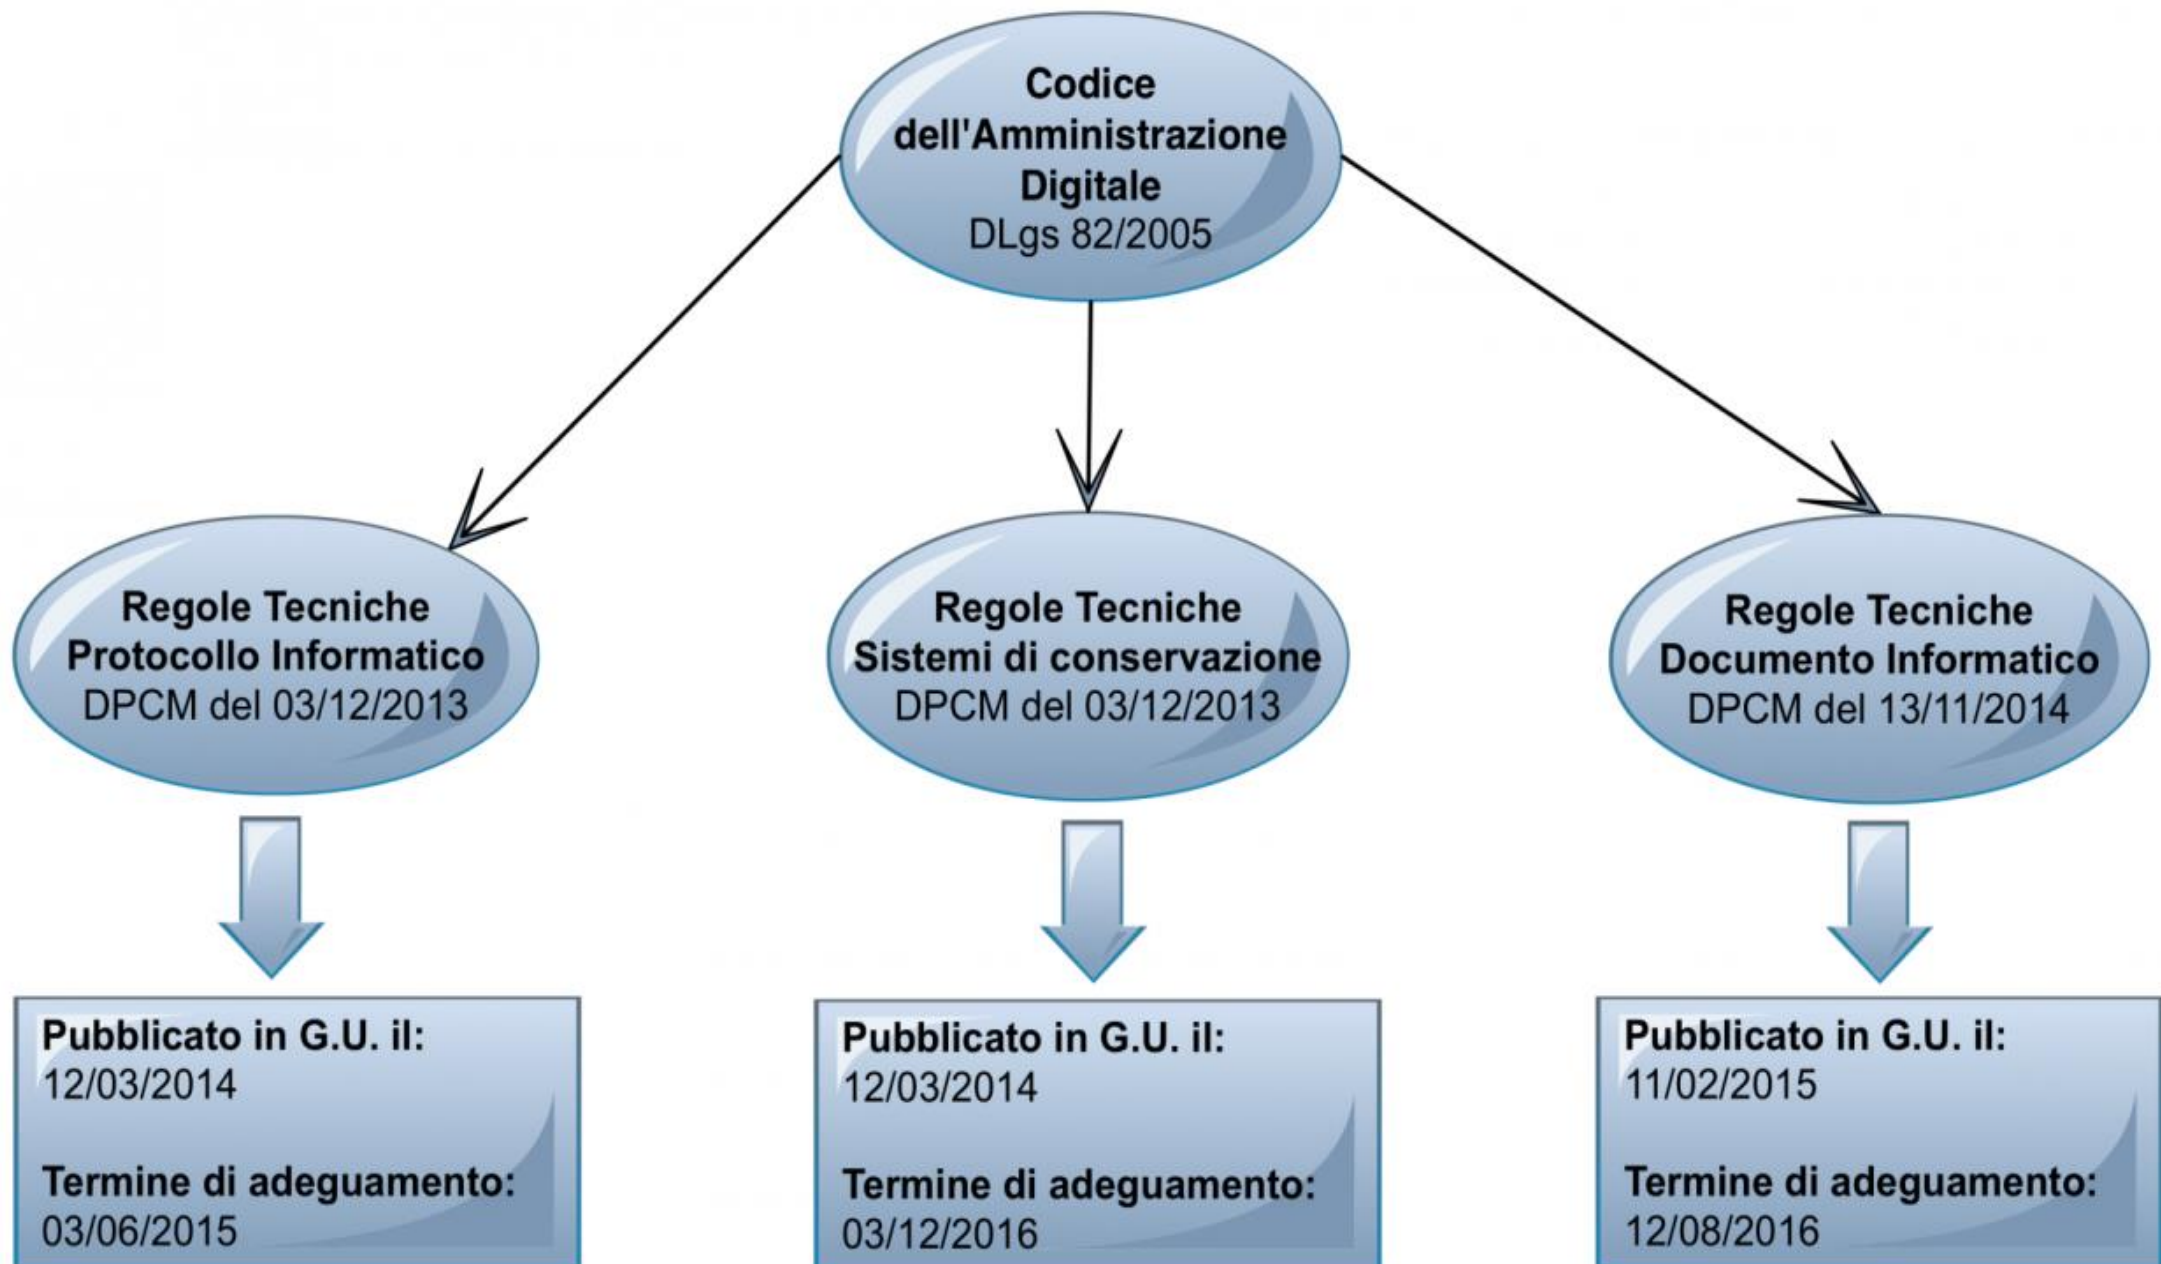 Codice
dell'Amministrazione
Digitale
DLgs 82/2005
Regole Tecniche
Protocollo Informatico
DPCM del 03/12/2013
Regole Tecniche
Sistemi di conservazione
DPCM del 03/12/2013
Regole Tecniche
Documento Informatico
DPCM del 13/11/2014
Pubblicato in G.U. il:
12/03/2014
Termine di adeguamento:
03/06/2015
Pubblicato in G.U. il:
12/03/2014
Termine di adeguamento:
03/12/2016
Pubblicato in G.U. il:
11/02/2015
Termine di adeguamento:
12/08/2016